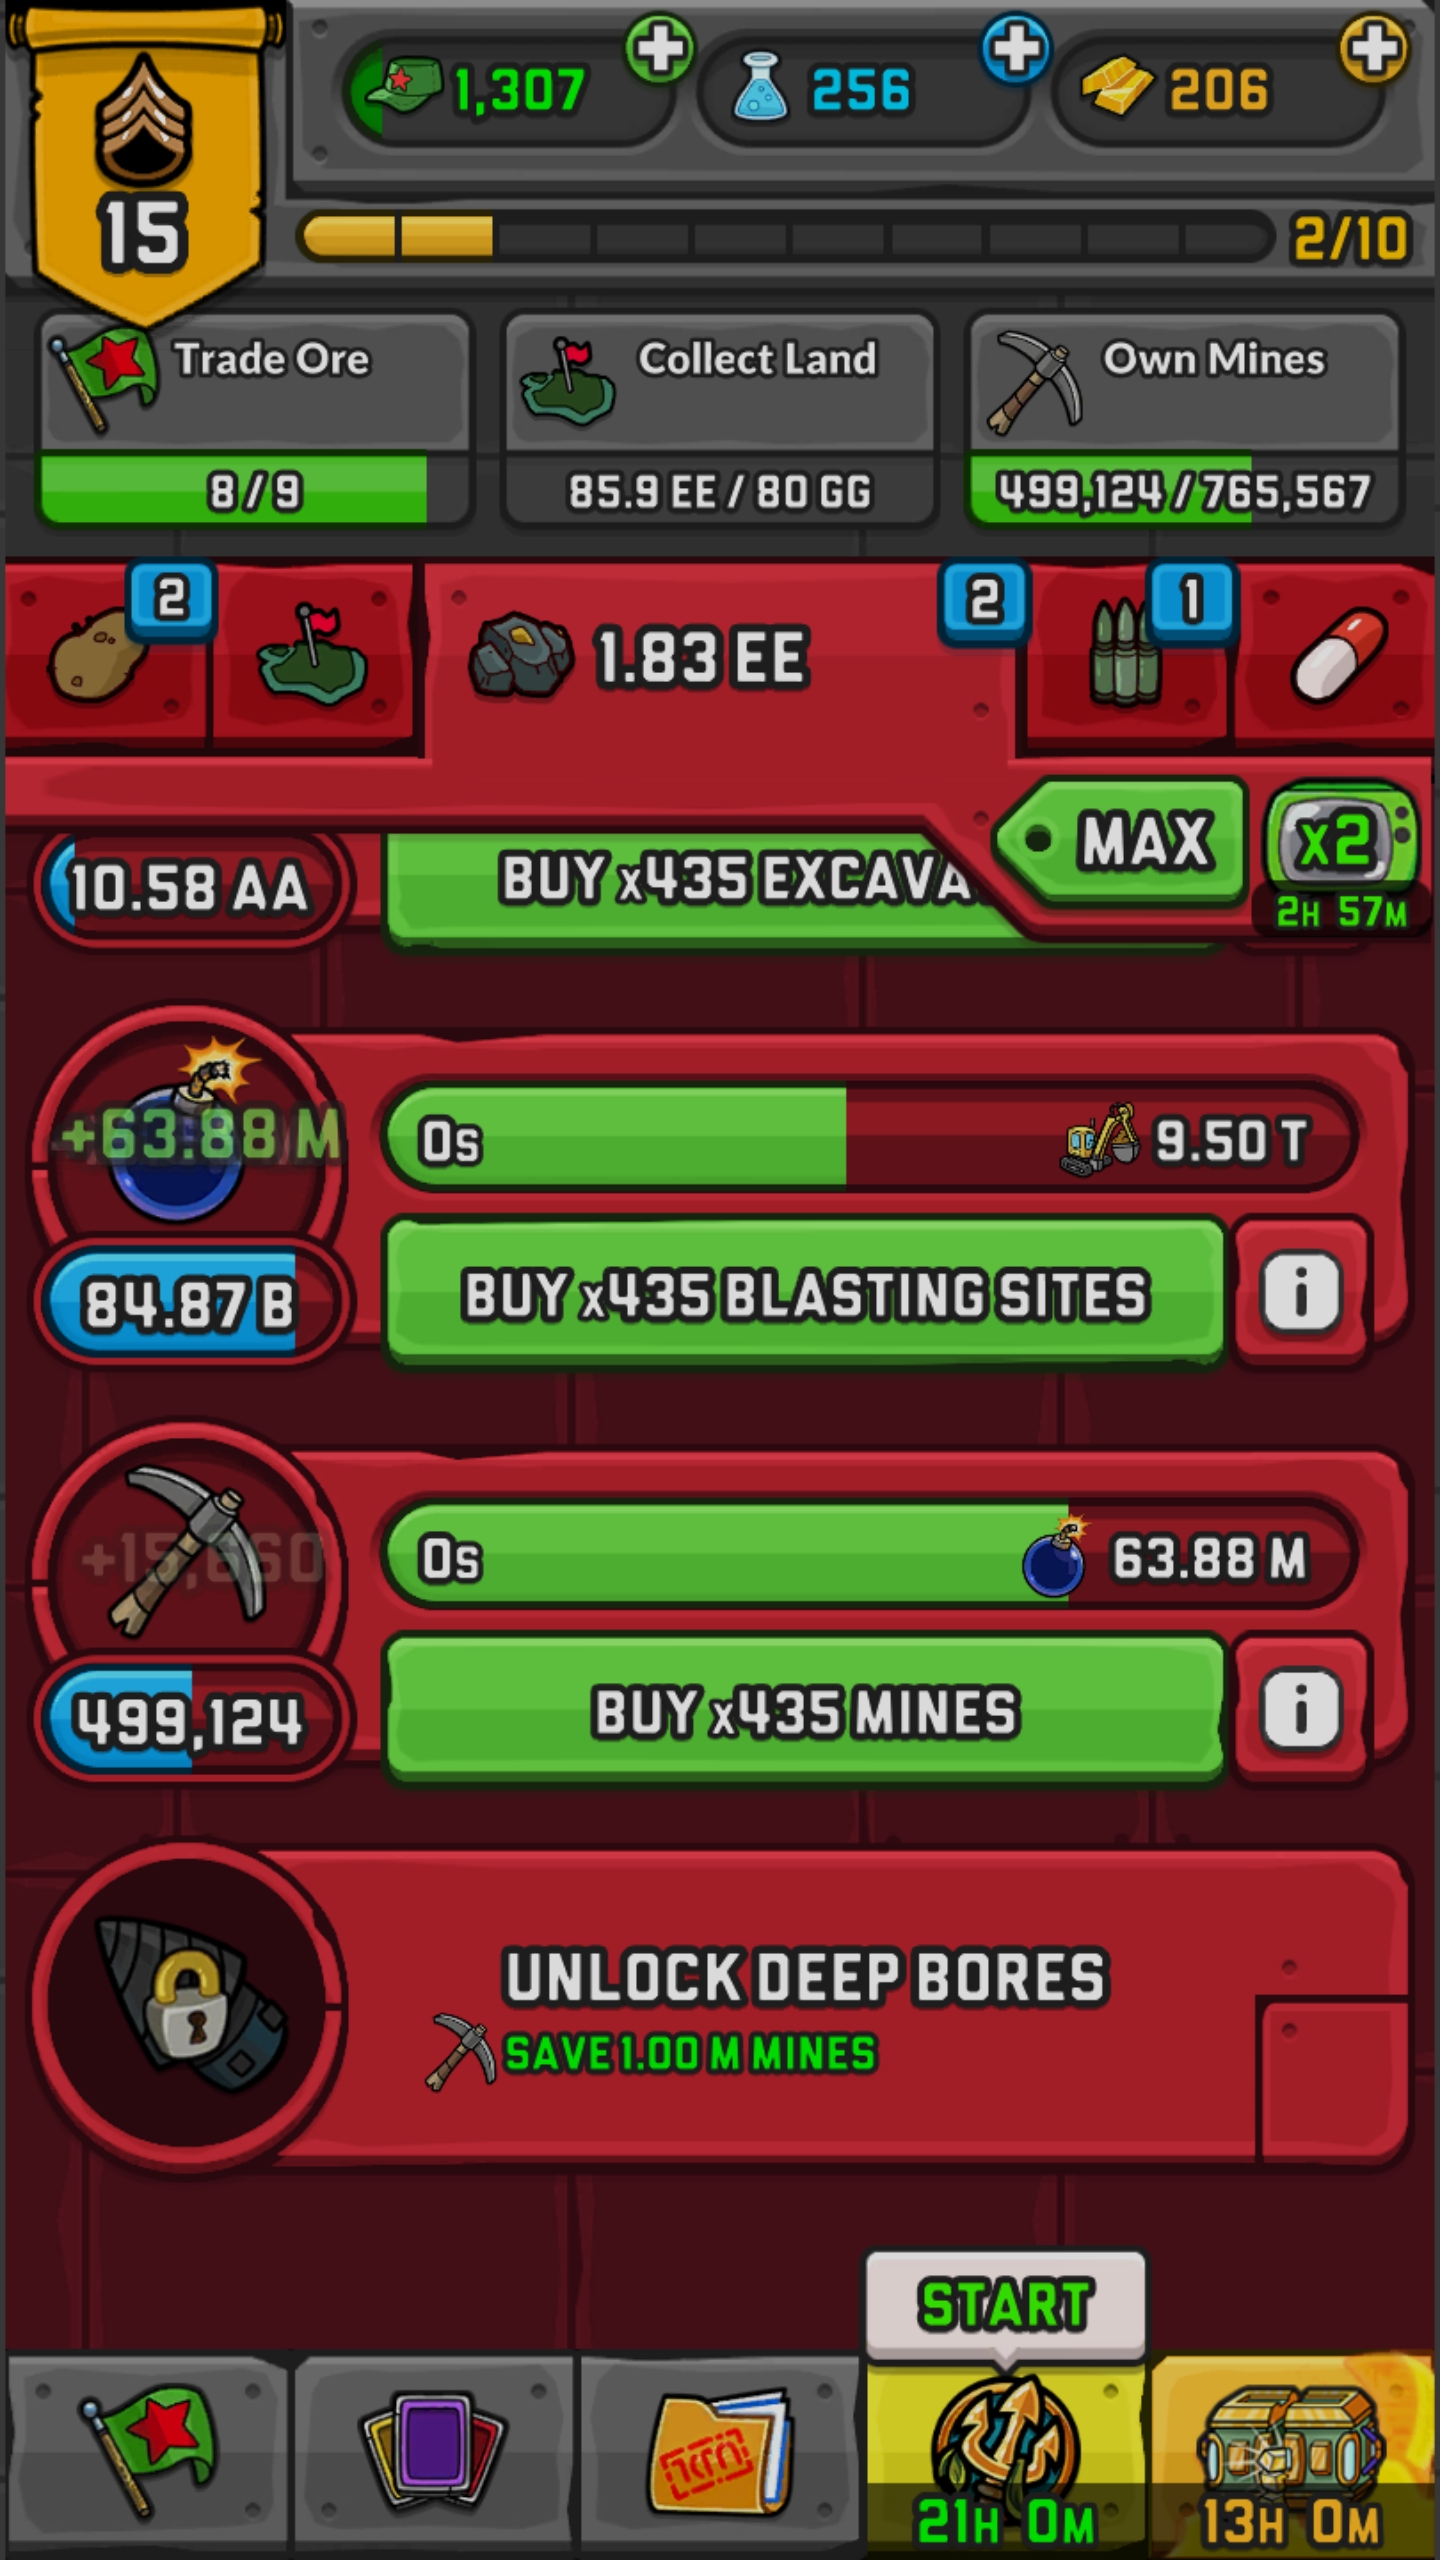 1,307
256
206
15
2/10
Trade Ore
Collect Land
Own Mines
8/9
85.9 EE / 80 GG
499,124 / 765,567
2
2
1
1.83 EE
MAX
x2
2H 57M
10.58 AA
BUY x435 EXCAVA
+63.88 M
0s
9.50 T
84.87 B
BUY x435 BLASTING SITES
i
0s
63.88 M
499,124
BUY x435 MINES
i
UNLOCK DEEP BORES
SAVE 1.00 M MINES
START
21H 0M
13H 0M